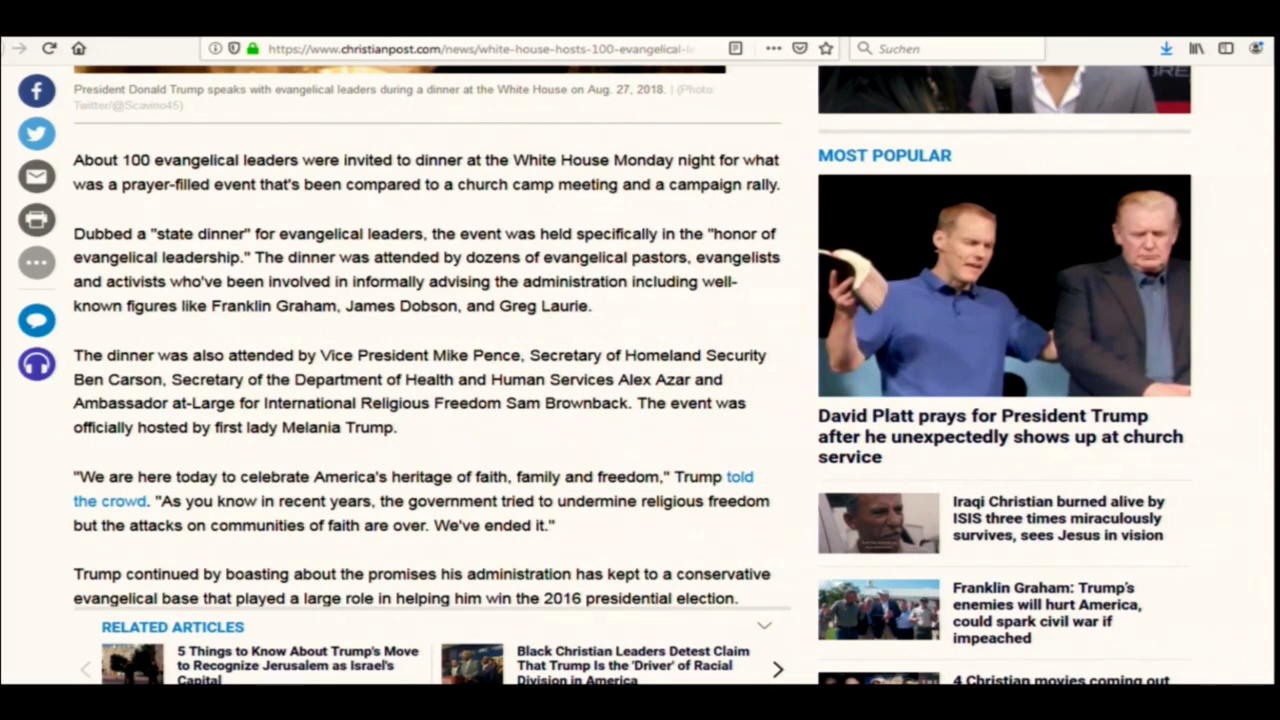 https://www.christianpost.com/news/white-house-hosts-100-evangelical-le
Suchen
President Donald Trump speaks with evangelical leaders during a dinner at the White House on Aug. 27, 2018. | (Photo:
Twitter/@Scavino45)
About 100 evangelical leaders were invited to dinner at the White House Monday night for what
was a prayer-filled event that's been compared to a church camp meeting and a campaign rally.
Dubbed a "state dinner" for evangelical leaders, the event was held specifically in the "honor of
evangelical leadership." The dinner was attended by dozens of evangelical pastors, evangelists
and activists who've been involved in informally advising the administration including well-
known figures like Franklin Graham, James Dobson, and Greg Laurie.
The dinner was also attended by Vice President Mike Pence, Secretary of Homeland Security
Ben Carson, Secretary of the Department of Health and Human Services Alex Azar and
Ambassador at-Large for International Religious Freedom Sam Brownback. The event was
officially hosted by first lady Melania Trump.
"We are here today to celebrate America's heritage of faith, family and freedom," Trump told
the crowd. "As you know in recent years, the government tried to undermine religious freedom
but the attacks on communities of faith are over. We've ended it."
Trump continued by boasting about the promises his administration has kept to a conservative
evangelical base that played a large role in helping him win the 2016 presidential election.
RELATED ARTICLES
5 Things to Know About Trump's Move
to Recognize Jerusalem as Israel's
Capital
Black Christian Leaders Detest Claim
That Trump Is the 'Driver' of Racial
Division in America
MOST POPULAR
David Platt prays for President Trump
after he unexpectedly shows up at church
service
Iraqi Christian burned alive by
ISIS three times miraculously
survives, sees Jesus in vision
Franklin Graham: Trump's
enemies will hurt America,
could spark civil war if
impeached
4 Christian movies coming out